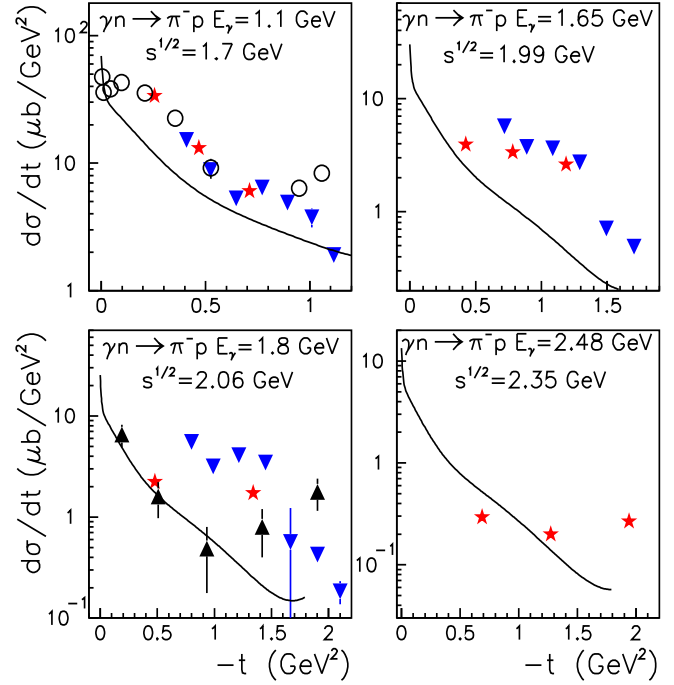 γn → π⁻p E_γ=1.1 GeV
s^{1/2}=1.7 GeV
10²
10
1
0 0.5 1
dσ/dt (μb/GeV²)
γn → π⁻p E_γ=1.65 GeV
s^{1/2}=1.99 GeV
10
1
0 0.5 1 1.5
γn → π⁻p E_γ=1.8 GeV
s^{1/2}=2.06 GeV
10
1
10⁻¹
0 0.5 1 1.5 2
dσ/dt (μb/GeV²)
−t (GeV²)
γn → π⁻p E_γ=2.48 GeV
s^{1/2}=2.35 GeV
10
1
10⁻¹
0 0.5 1 1.5 2
−t (GeV²)